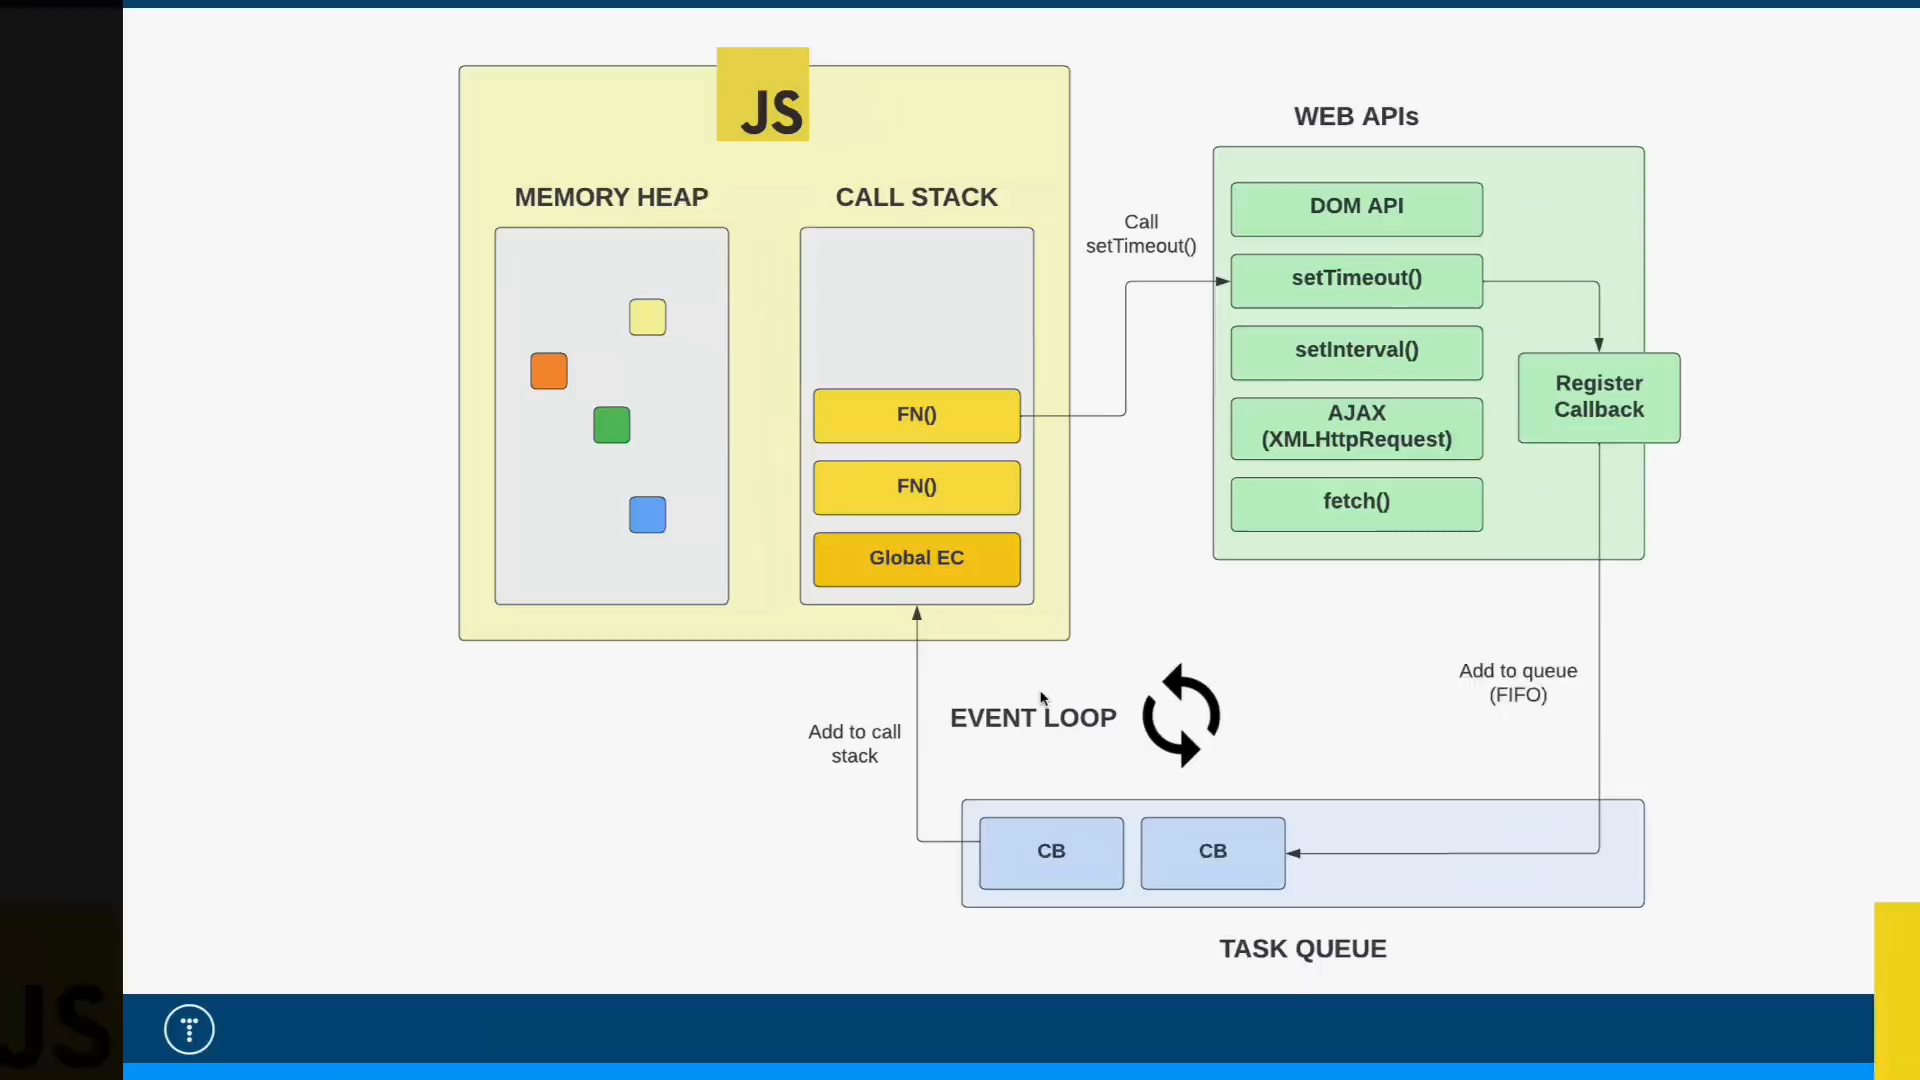 JS
MEMORY HEAP
CALL STACK
FN()
FN()
Global EC
Call
setTimeout()
WEB APIs
DOM API
setTimeout()
setInterval()
AJAX
(XMLHttpRequest)
fetch()
Register
Callback
Add to queue
(FIFO)
EVENT LOOP
Add to call
stack
CB
CB
TASK QUEUE
JS